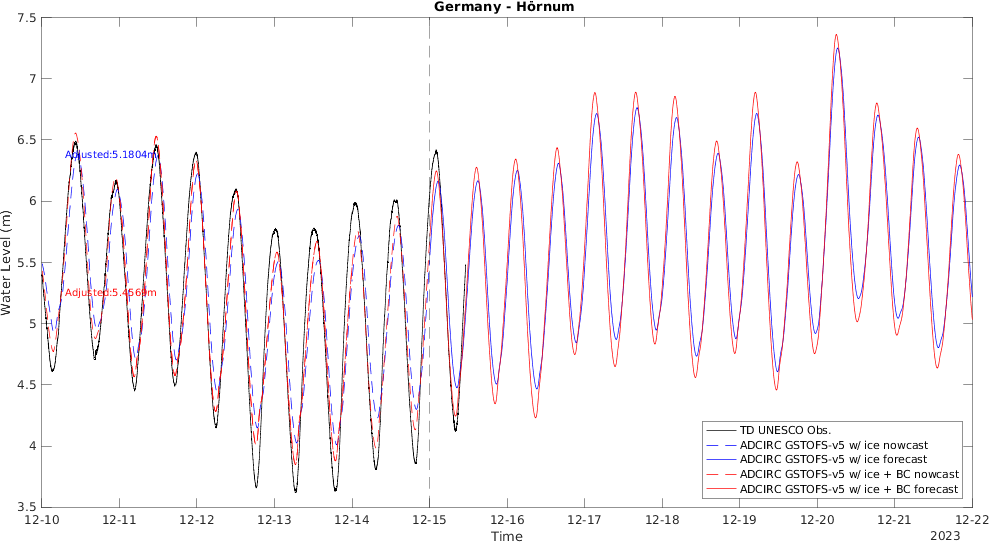 Germany - Hörnum
7.5
7
6.5
6
5.5
5
4.5
4
3.5
Water Level (m)
Adjusted:5.1804m
Adjusted:5.4569m
TD UNESCO Obs.
ADCIRC GSTOFS-v5 w/ ice nowcast
ADCIRC GSTOFS-v5 w/ ice forecast
ADCIRC GSTOFS-v5 w/ ice + BC nowcast
ADCIRC GSTOFS-v5 w/ ice + BC forecast
12-10 12-11 12-12 12-13 12-14 12-15 12-16 12-17 12-18 12-19 12-20 12-21 12-22
Time
2023